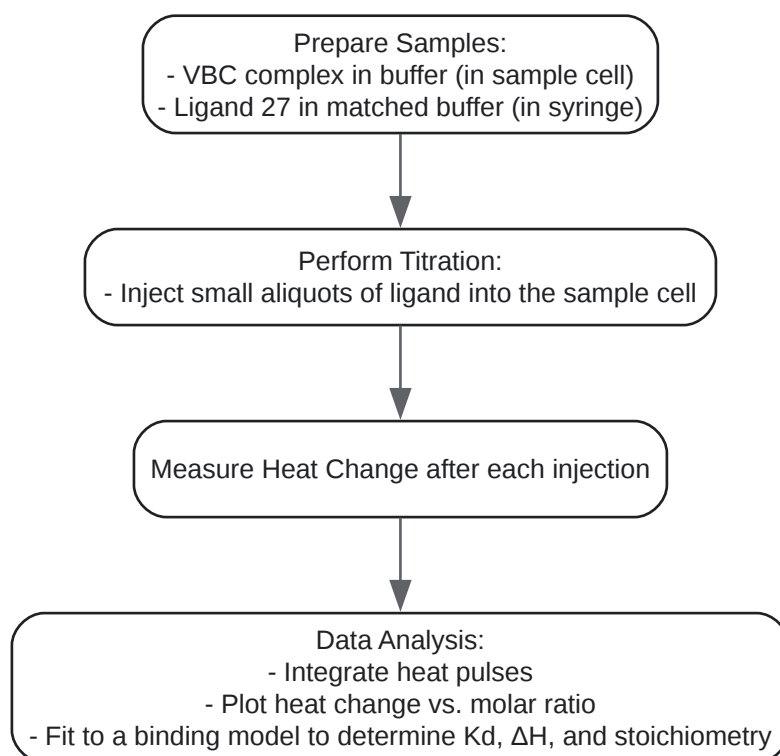 Prepare Samples:
- VBC complex in buffer (in sample cell)
- Ligand 27 in matched buffer (in syringe)
Perform Titration:
- Inject small aliquots of ligand into the sample cell
Measure Heat Change after each injection
Data Analysis:
- Integrate heat pulses
- Plot heat change vs. molar ratio
- Fit to a binding model to determine Kd, ΔH, and stoichiometry